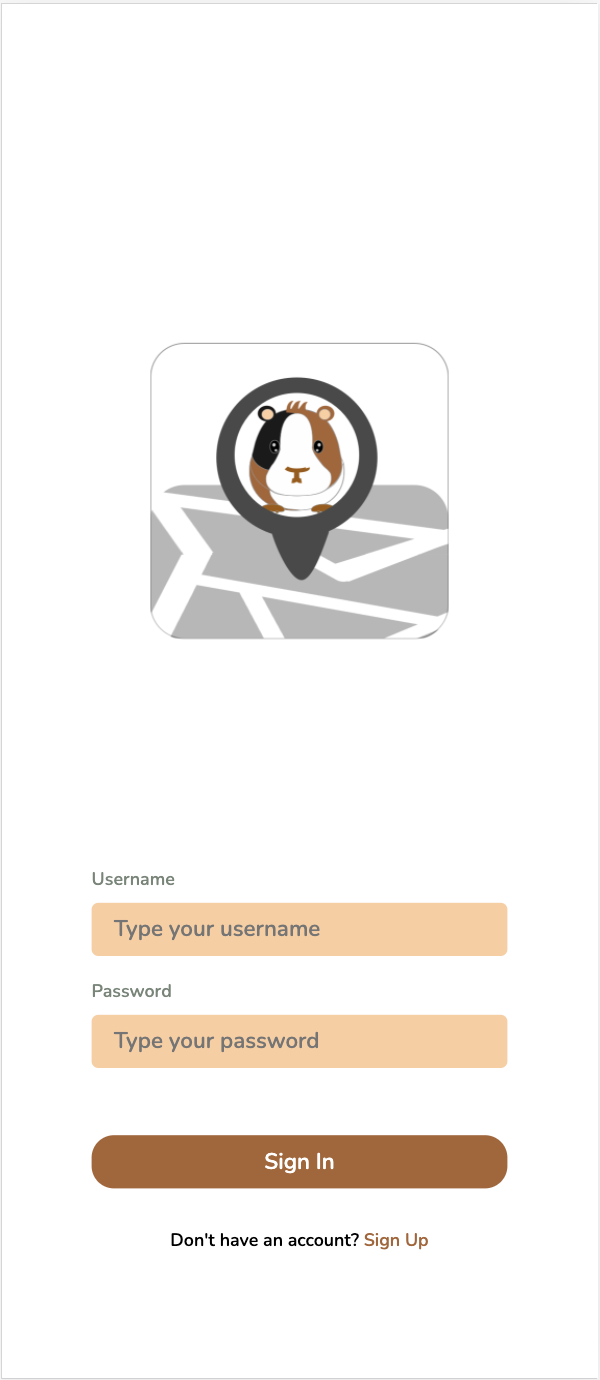 Username
Type your username
Password
Type your password
Sign In
Don't have an account? Sign Up